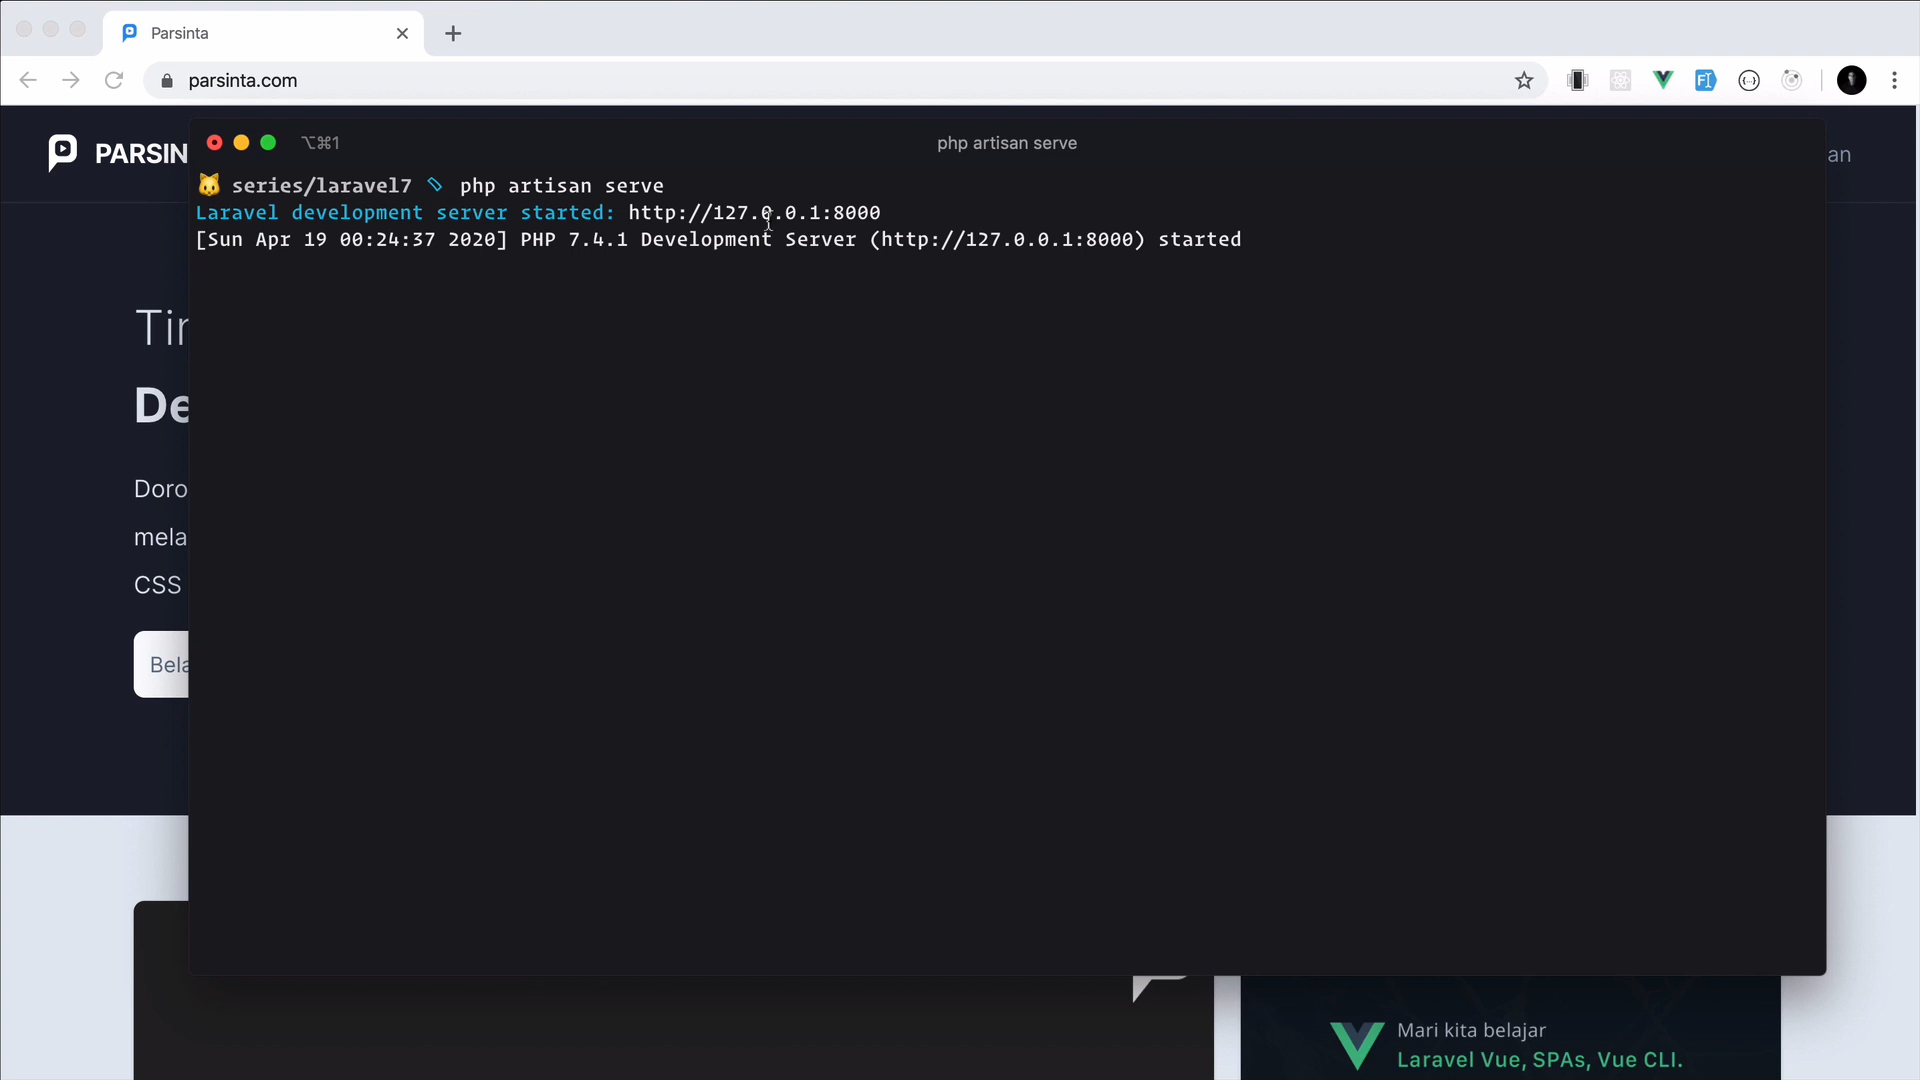 Parsinta
parsinta.com
PARSIN
an
⌥⌘1
php artisan serve
series/laravel7 php artisan serve
Laravel development server started: http://127.0.0.1:8000
[Sun Apr 19 00:24:37 2020] PHP 7.4.1 Development Server (http://127.0.0.1:8000) started
Tir
De
Doro
mela
CSS
Bela
Mari kita belajar
Laravel Vue, SPAs, Vue CLI.